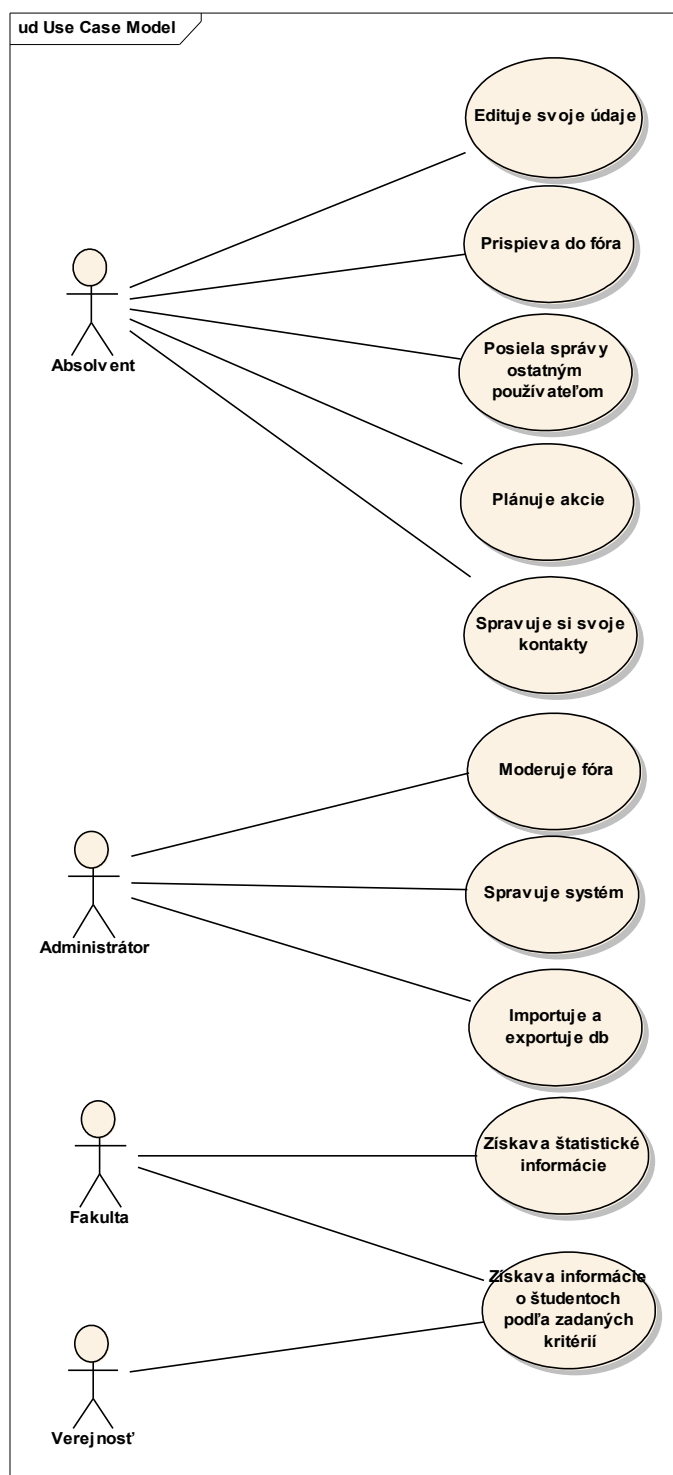 ud Use Case Model
Edituje svoje údaje
Prispieva do fóra
Absolvent
Posiela správy
ostatným
používateľom
Plánuje akcie
Spravuje si svoje
kontakty
Moderuje fóra
Administrátor
Spravuje systém
Importuje a
exportuje db
Fakulta
Získava štatistické
informácie
Získava informácie
o študentoch
podľa zadaných
kritérií
Verejnosť